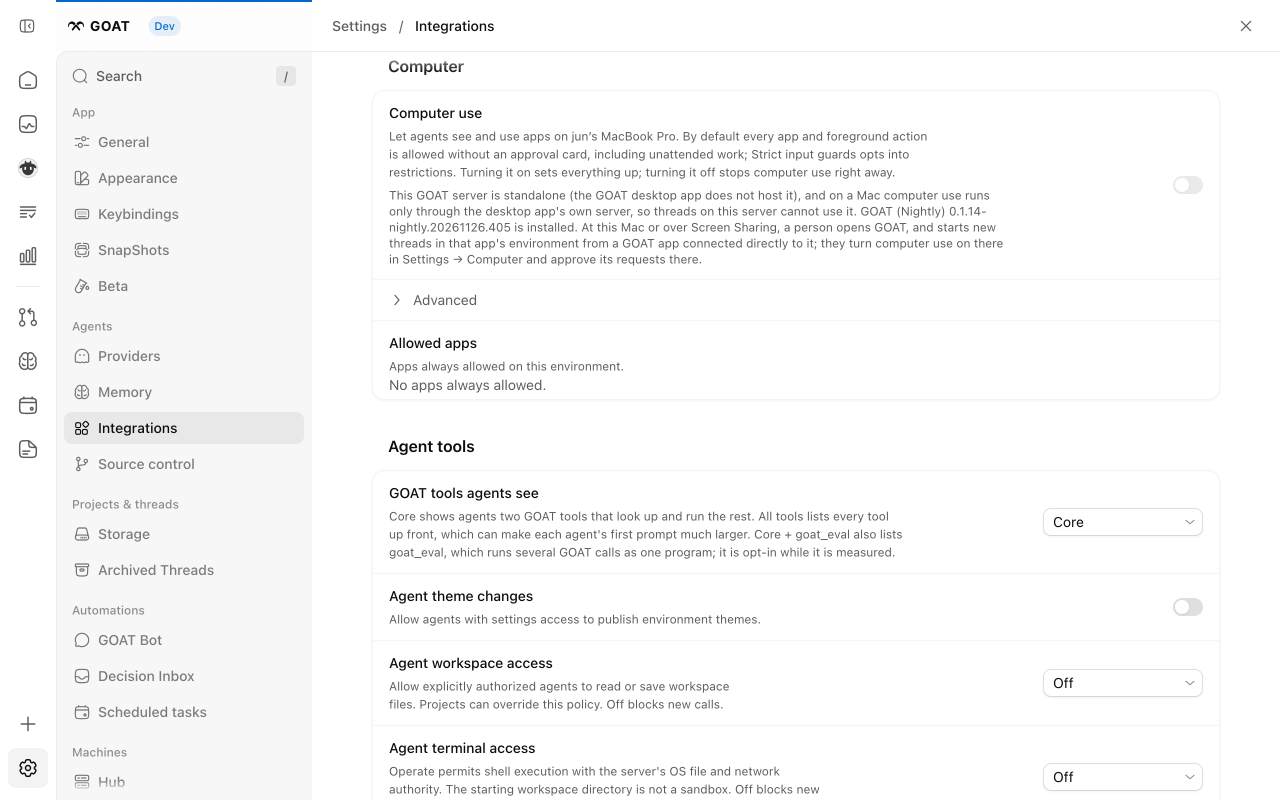 GOAT
Dev
Settings / Integrations
Search
/
App
General
Appearance
Keybindings
SnapShots
Beta
Agents
Providers
Memory
Integrations
Source control
Projects & threads
Storage
Archived Threads
Automations
GOAT Bot
Decision Inbox
Scheduled tasks
Machines
Hub
Computer
Computer use
Let agents see and use apps on jun’s MacBook Pro. By default every app and foreground action
is allowed without an approval card, including unattended work; Strict input guards opts into
restrictions. Turning it on sets everything up; turning it off stops computer use right away.
This GOAT server is standalone (the GOAT desktop app does not host it), and on a Mac computer use runs
only through the desktop app's own server, so threads on this server cannot use it. GOAT (Nightly) 0.1.14-
nightly.20261126.405 is installed. At this Mac or over Screen Sharing, a person opens GOAT, and starts new
threads in that app's environment from a GOAT app connected directly to it; they turn computer use on there
in Settings → Computer and approve its requests there.
Advanced
Allowed apps
Apps always allowed on this environment.
No apps always allowed.
Agent tools
GOAT tools agents see
Core shows agents two GOAT tools that look up and run the rest. All tools lists every tool
up front, which can make each agent's first prompt much larger. Core + goat_eval also lists
goat_eval, which runs several GOAT calls as one program; it is opt-in while it is measured.
Core
Agent theme changes
Allow agents with settings access to publish environment themes.
Agent workspace access
Allow explicitly authorized agents to read or save workspace
files. Projects can override this policy. Off blocks new calls.
Off
Agent terminal access
Operate permits shell execution with the server's OS file and network
authority. The starting workspace directory is not a sandbox. Off blocks new
Off